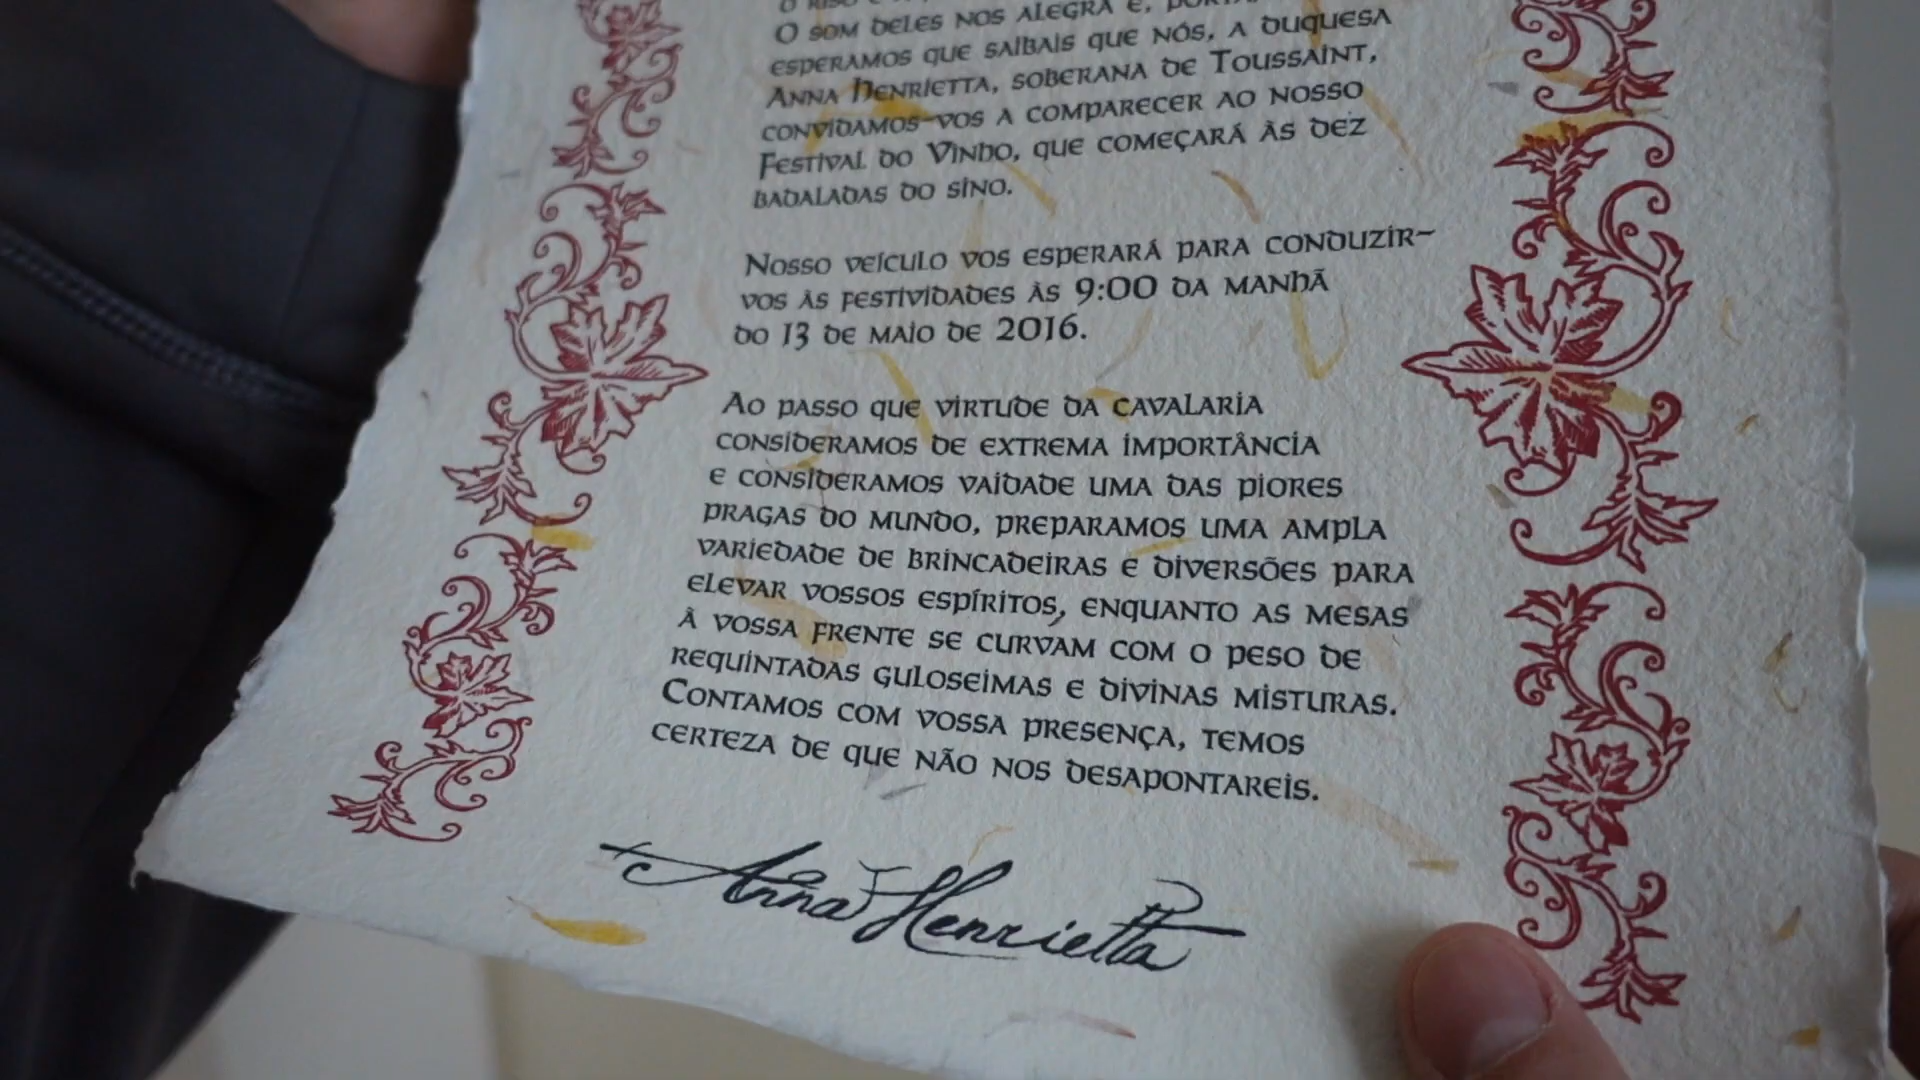 O SOM DELES NOS ALEGRA E,
ESPERAMOS QUE SAIBAIS QUE NÓS, A DUQUESA
ANNA HENRIETTA, SOBERANA DE TOUSSAINT,
CONVIDAMOS-VOS A COMPARECER AO NOSSO
FESTIVAL DO VINHO, QUE COMEÇARÁ ÀS DEZ
BADALADAS DO SINO.
NOSSO VEÍCULO VOS ESPERARÁ PARA CONDUZIR-
VOS ÀS FESTIVIDADES ÀS 9:00 DA MANHÃ
DO 13 DE MAIO DE 2016.
AO PASSO QUE VIRTUDE DA CAVALARIA
CONSIDERAMOS DE EXTREMA IMPORTÂNCIA
E CONSIDERAMOS VAIDADE UMA DAS PIORES
PRAGAS DO MUNDO, PREPARAMOS UMA AMPLA
VARIEDADE DE BRINCADEIRAS E DIVERSÕES PARA
ELEVAR VOSSOS ESPÍRITOS, ENQUANTO AS MESAS
À VOSSA FRENTE SE CURVAM COM O PESO DE
REQUINTADAS GULOSEIMAS E DIVINAS MISTURAS.
CONTAMOS COM VOSSA PRESENÇA, TEMOS
CERTEZA DE QUE NÃO NOS DESAPONTAREIS.
Anna Henrietta